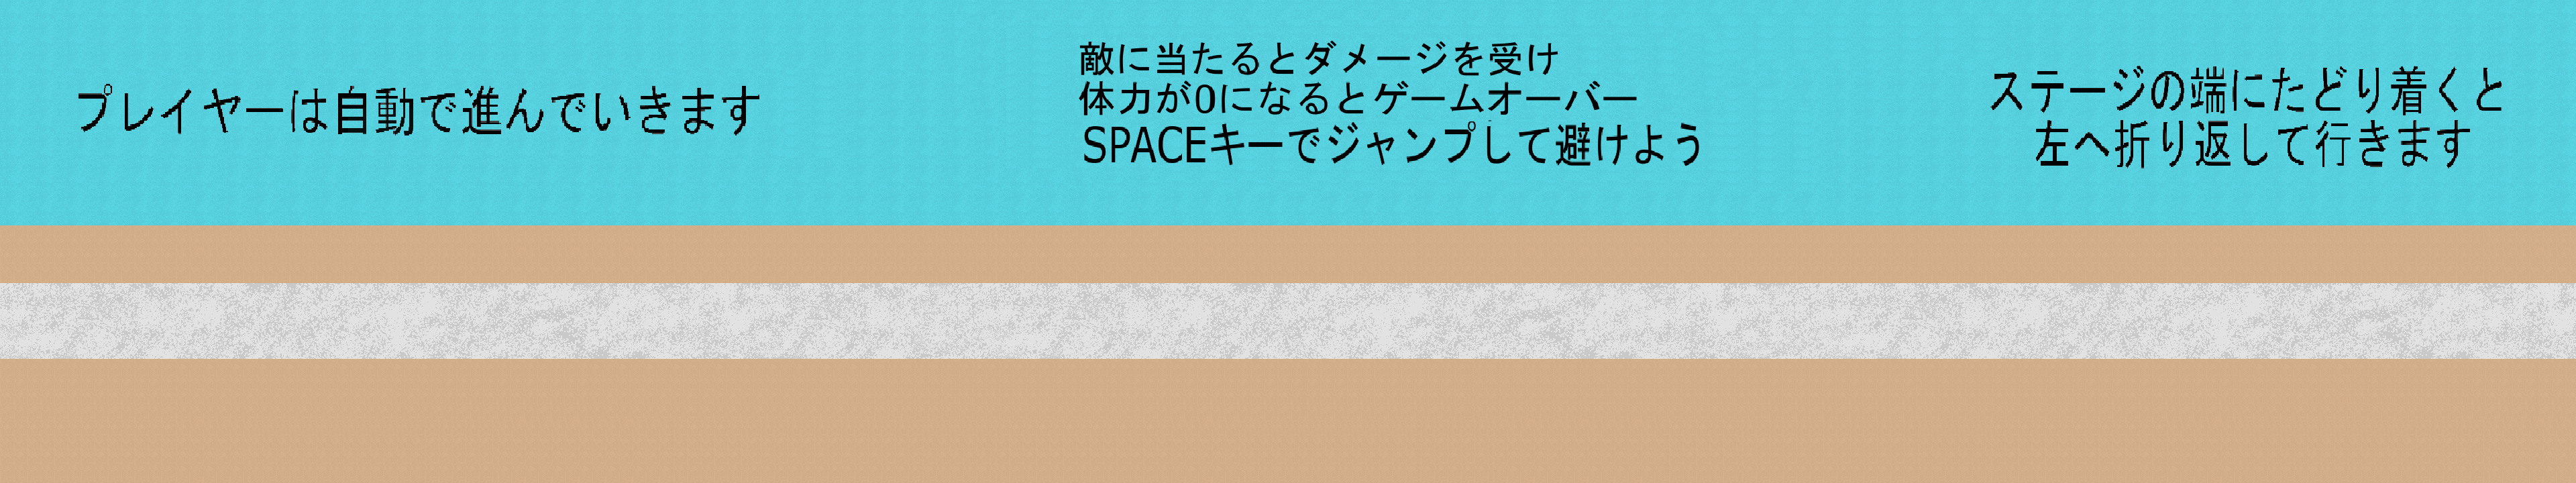 プレイヤーは自動で進んでいきます
敵に当たるとダメージを受け
体力が0になるとゲームオーバー
SPACEキーでジャンプして避けよう
ステージの端にたどり着くと
左へ折り返して行きます